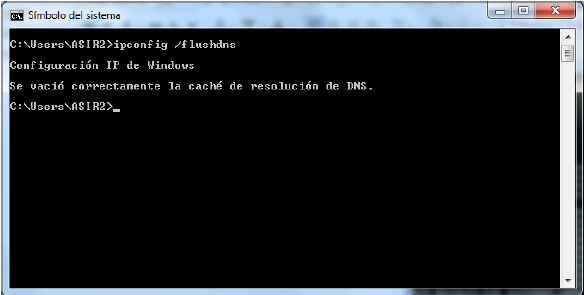 Símbolo del sistema
C:\Users\ASIR2>ipconfig /flushdns
Configuración IP de Windows
Se vació correctamente la caché de resolución de DNS.
C:\Users\ASIR2>_